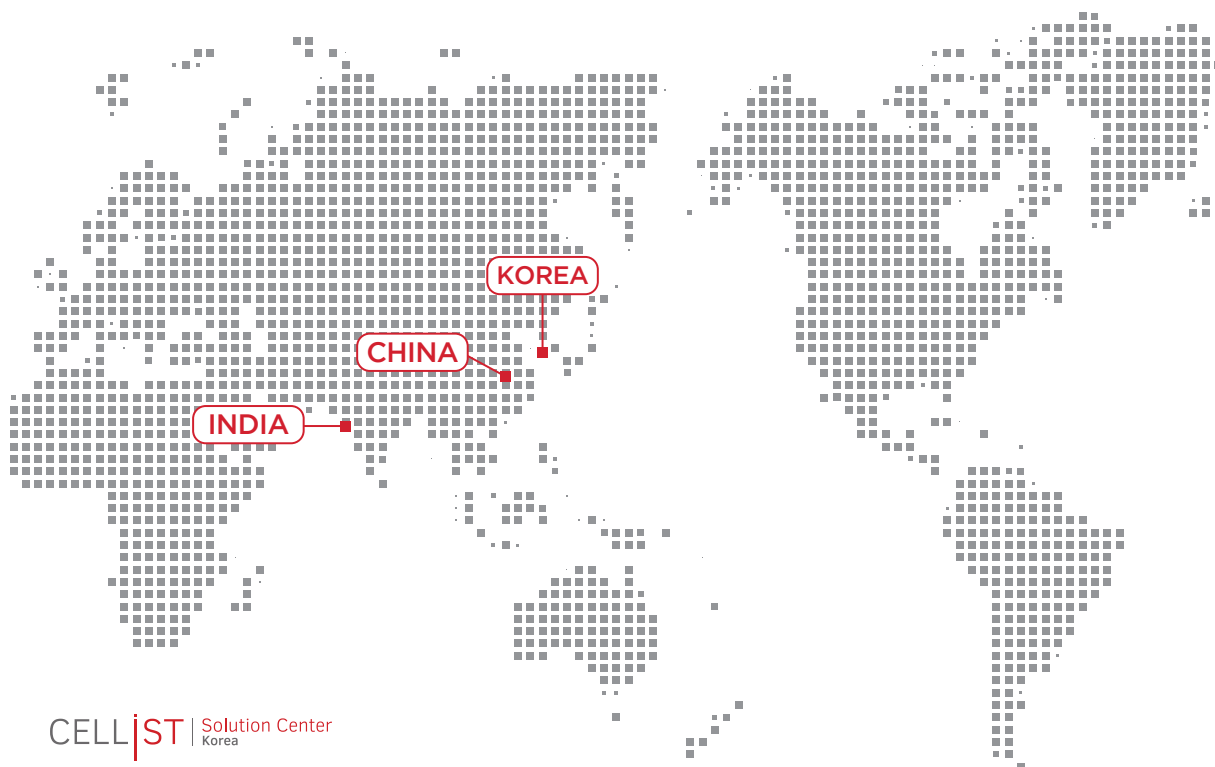 KOREA
CHINA
INDIA
CELLiST
Solution Center
Korea